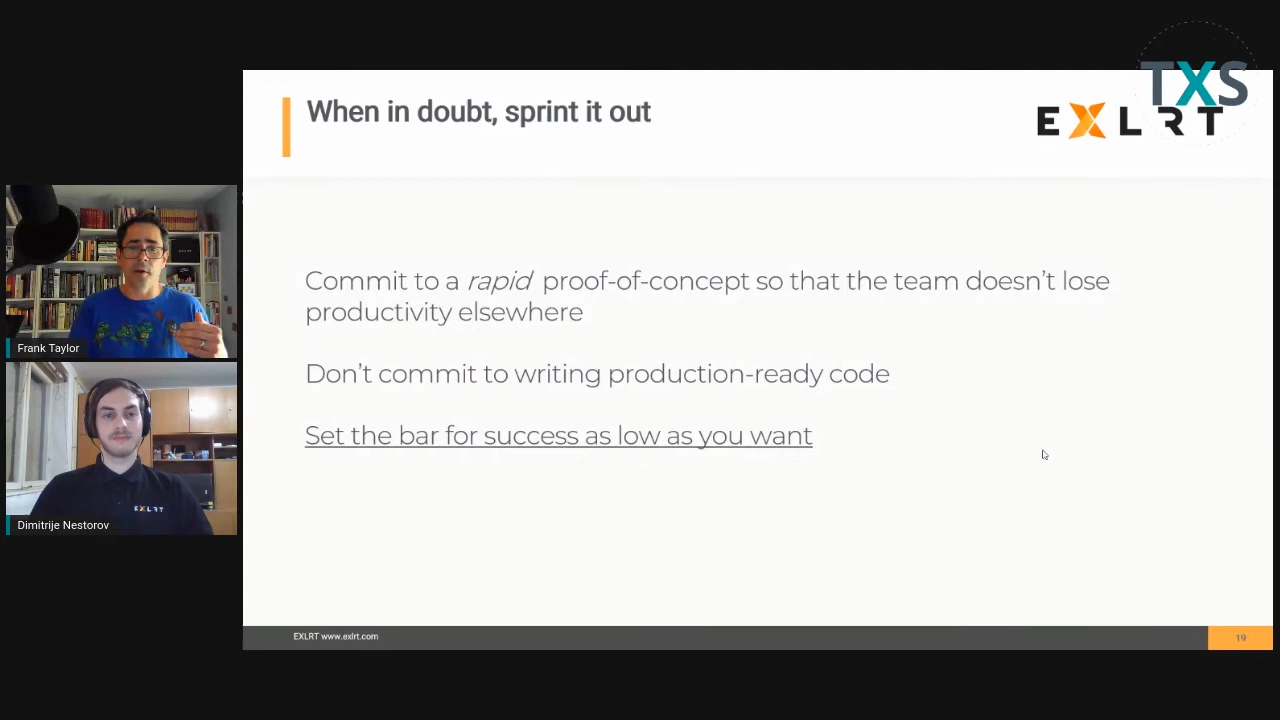 TXS
When in doubt, sprint it out
EXLRT
Commit to a rapid proof-of-concept so that the team doesn’t lose
productivity elsewhere
Don’t commit to writing production-ready code
Set the bar for success as low as you want
Frank Taylor
EXLRT
Dimitrije Nestorov
EXLRT www.exlrt.com
19